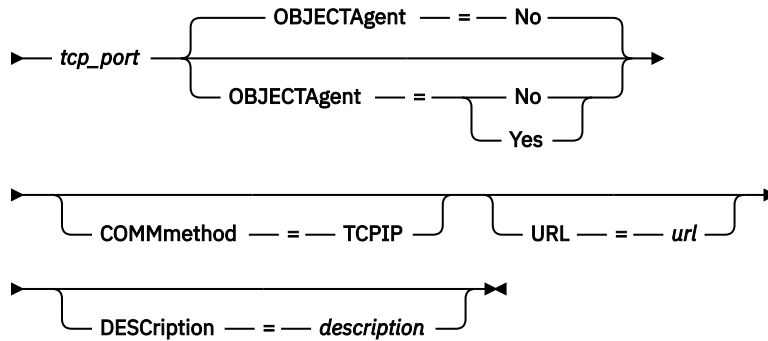 OBJECTAgent = No
tcp_port
OBJECTAgent = No
Yes
COMMmethod = TCPIP URL = url
DESCription = description